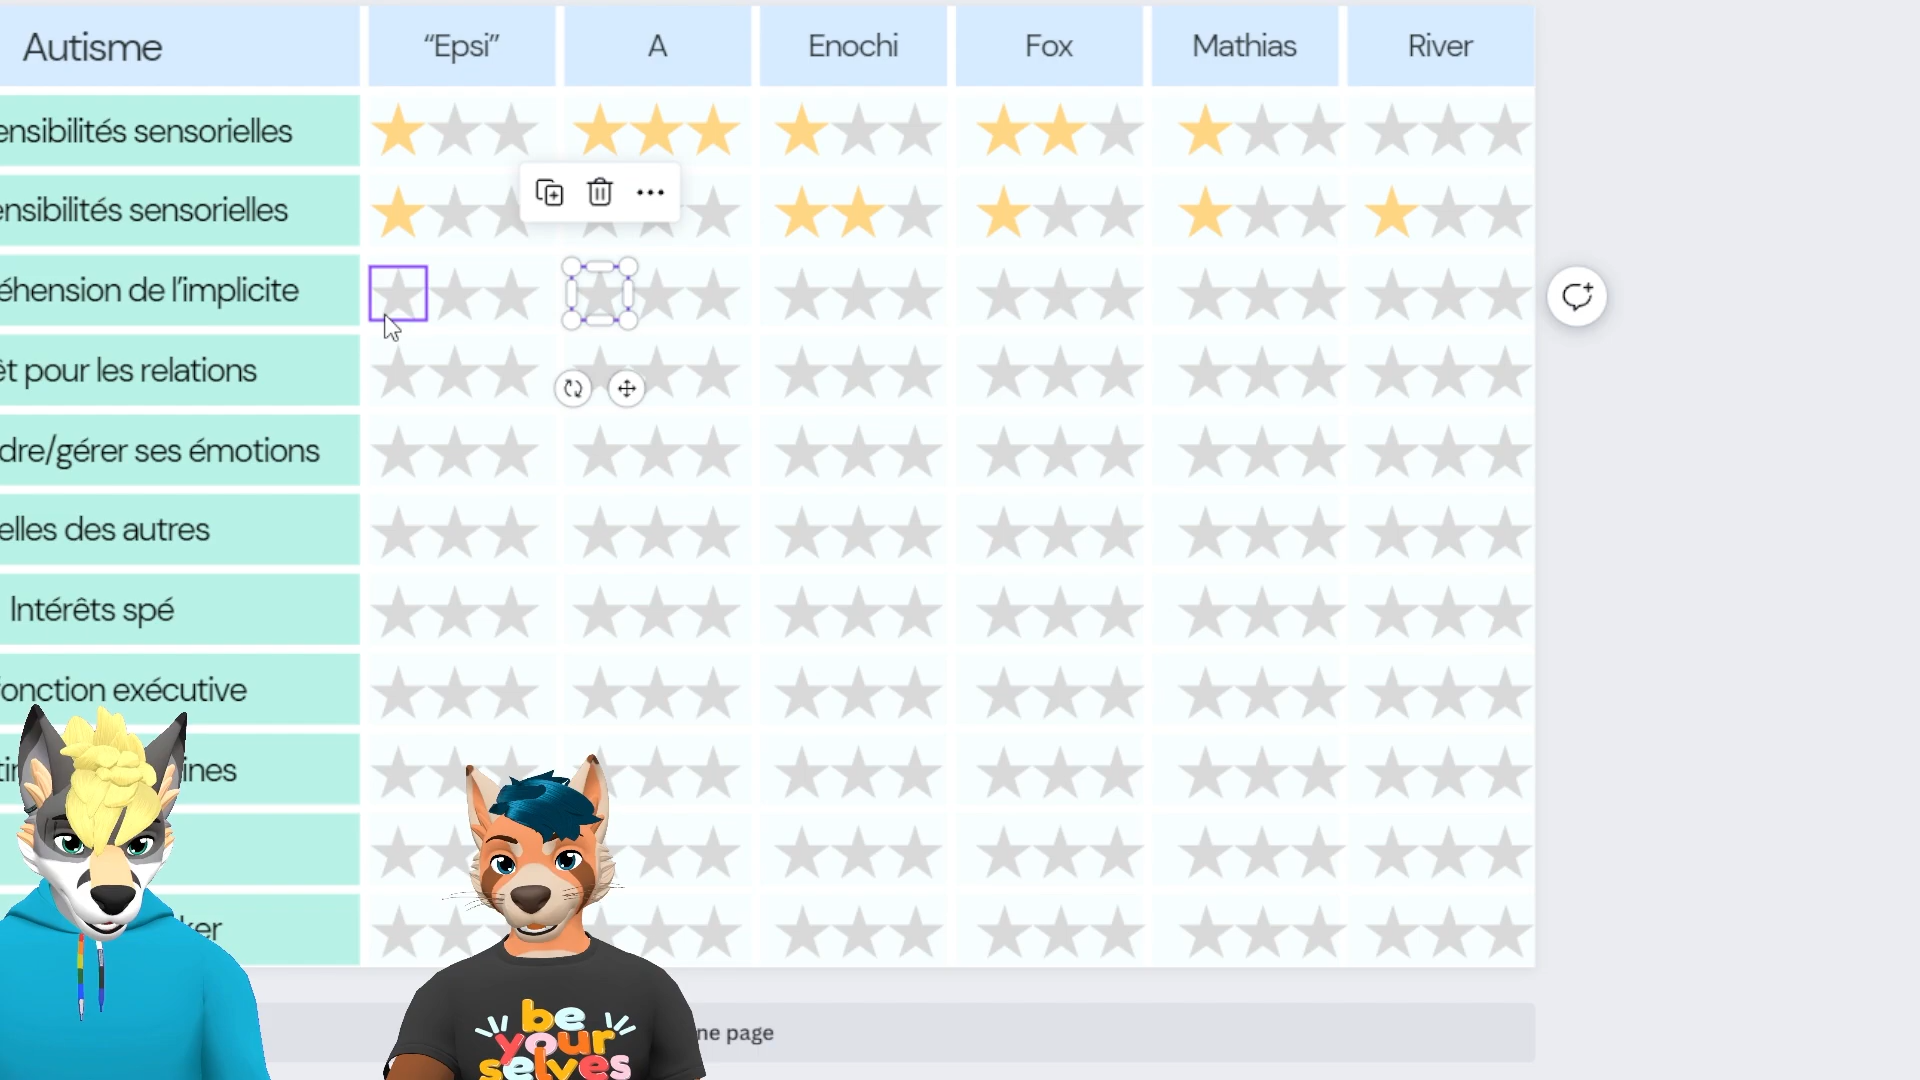 Autisme “Epsi” A Enochi Fox Mathias River
ensibilités sensorielles
ensibilités sensorielles
éhension de l’implicite
êt pour les relations
dre/gérer ses émotions
elles des autres
Intérêts spé
fonction exécutive
ines
ker
ne page
be
your
selves